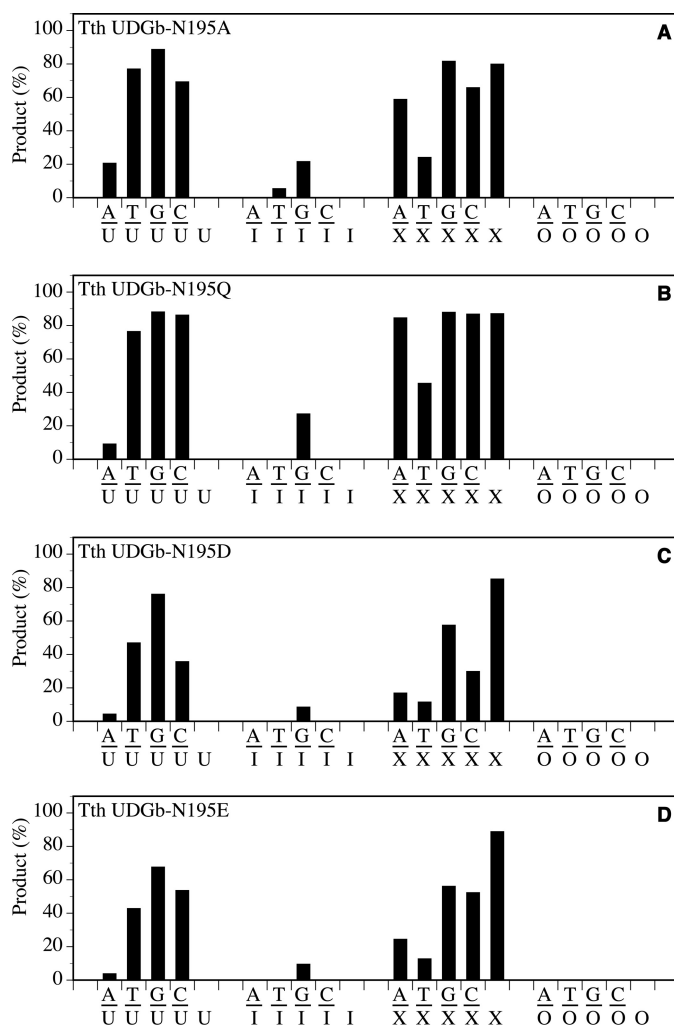 Tth UDGb-N195A A
Product (%)
100
80
60
40
20
0
A T G C A T G C A T G C A T G C
U U U U U I I I I I X X X X X O O O O O
Tth UDGb-N195Q B
Product (%)
100
80
60
40
20
0
A T G C A T G C A T G C A T G C
U U U U U I I I I I X X X X X O O O O O
Tth UDGb-N195D C
Product (%)
100
80
60
40
20
0
A T G C A T G C A T G C A T G C
U U U U U I I I I I X X X X X O O O O O
Tth UDGb-N195E D
Product (%)
100
80
60
40
20
0
A T G C A T G C A T G C A T G C
U U U U U I I I I I X X X X X O O O O O